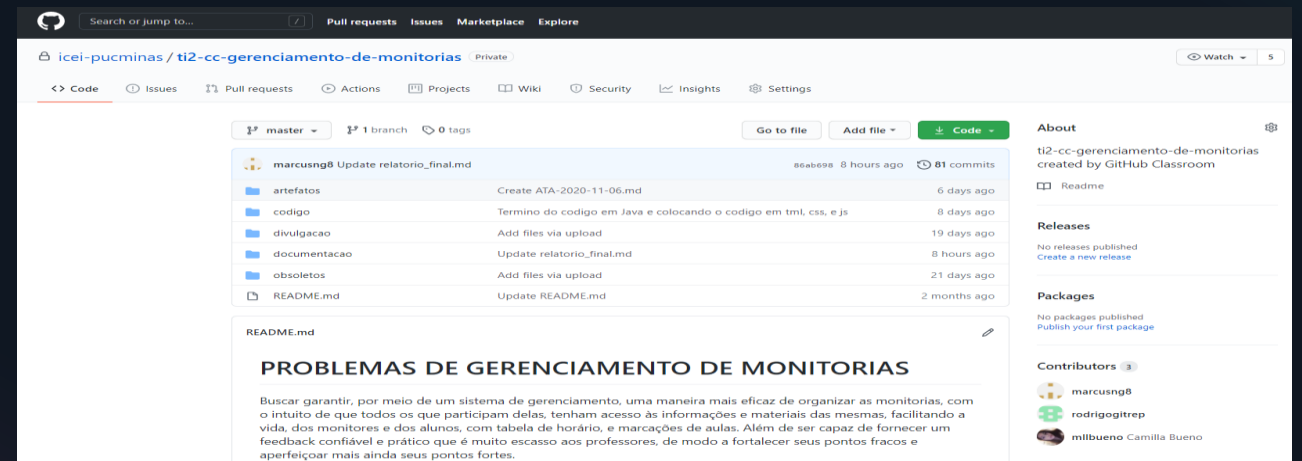 Search or jump to... /
Pull requests Issues Marketplace Explore
icei-pucminas / ti2-cc-gerenciamento-de-monitorias Private
Watch 5
Code Issues Pull requests Actions Projects Wiki Security Insights Settings
master 1 branch 0 tags
Go to file Add file Code
marcusng8 Update relatorio_final.md 86ab698 8 hours ago 81 commits
artefatos Create ATA-2020-11-06.md 6 days ago
codigo Termino do codigo em Java e colocando o codigo em tml, css, e js 8 days ago
divulgacao Add files via upload 19 days ago
documentacao Update relatorio_final.md 8 hours ago
obsoletos Add files via upload 21 days ago
README.md Update README.md 2 months ago
README.md
PROBLEMAS DE GERENCIAMENTO DE MONITORIAS
Buscar garantir, por meio de um sistema de gerenciamento, uma maneira mais eficaz de organizar as monitorias, com
o intuito de que todos os que participam delas, tenham acesso às informações e materiais das mesmas, facilitando a
vida, dos monitores e dos alunos, com tabela de horário, e marcações de aulas. Além de ser capaz de fornecer um
feedback confiável e prático que é muito escasso aos professores, de modo a fortalecer seus pontos fracos e
aperfeiçoar mais ainda seus pontos fortes.
About
ti2-cc-gerenciamento-de-monitorias
created by GitHub Classroom
Readme
Releases
No releases published
Create a new release
Packages
No packages published
Publish your first package
Contributors 3
marcusng8
rodrigogitrep
mllbueno Camilla Bueno